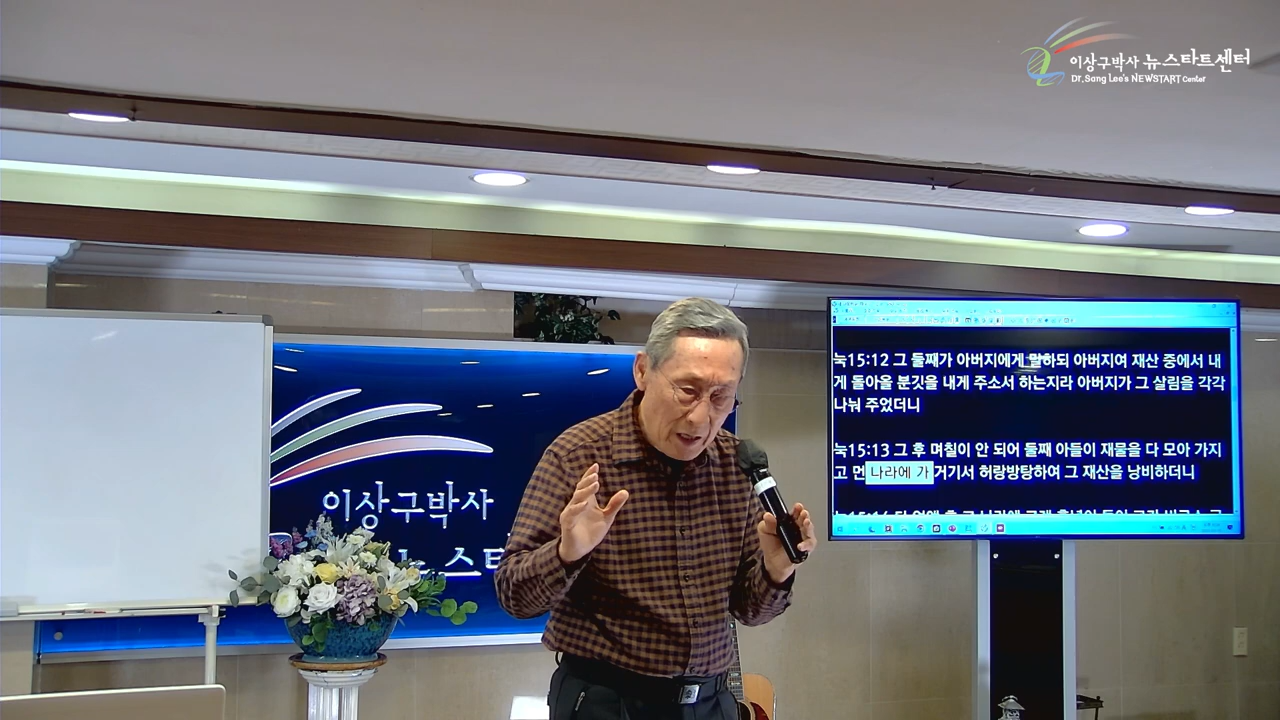 이상구박사 뉴스타트센터
Dr. Sang Lee's NEWSTART Center
이상구박사
뉴스타
눅15:12 그 둘째가 아버지에게 말하되 아버지여 재산 중에서 내
게 돌아올 분깃을 내게 주소서 하는지라 아버지가 그 살림을 각각
나눠 주었더니
눅15:13 그 후 며칠이 안 되어 둘째 아들이 재물을 다 모아 가지
고 먼 나라에 가 거기서 허랑방탕하여 그 재산을 낭비하더니